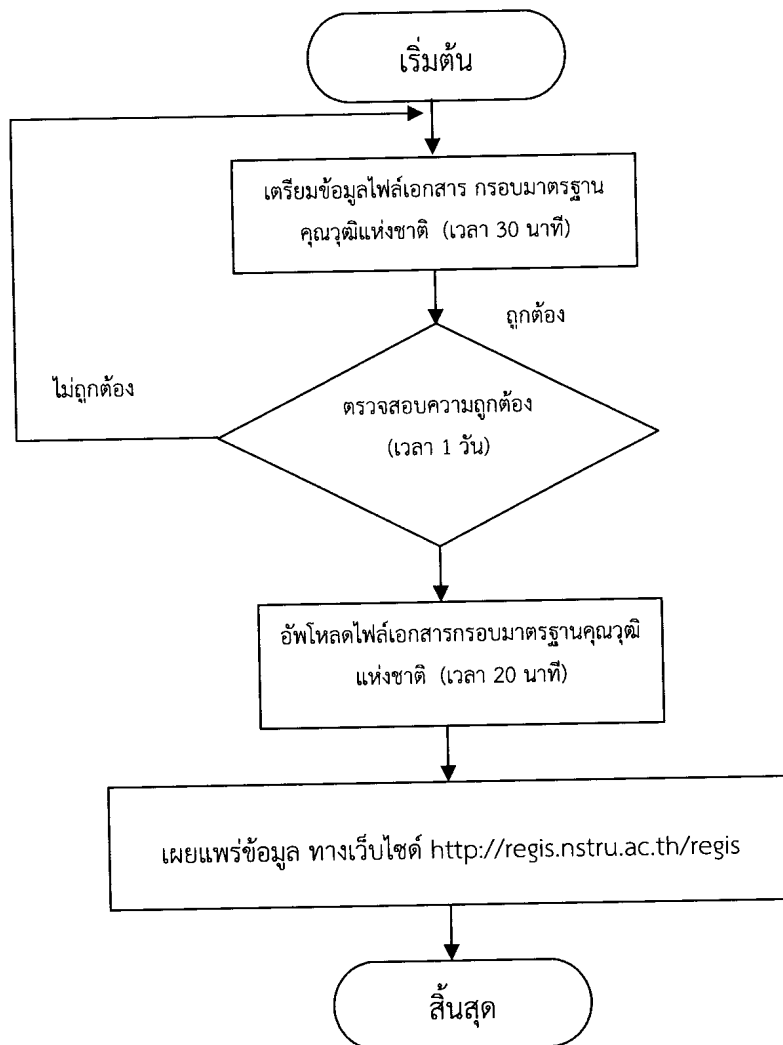 เริ่มต้น
เตรียมข้อมูลไฟล์เอกสาร กรอบมาตรฐาน
คุณวุฒิแห่งชาติ (เวลา 30 นาที)
ถูกต้อง
ไม่ถูกต้อง
ตรวจสอบความถูกต้อง
(เวลา 1 วัน)
อัพโหลดไฟล์เอกสารกรอบมาตรฐานคุณวุฒิ
แห่งชาติ (เวลา 20 นาที)
เผยแพร่ข้อมูล ทางเว็บไซด์ http://regis.nstru.ac.th/regis
สิ้นสุด